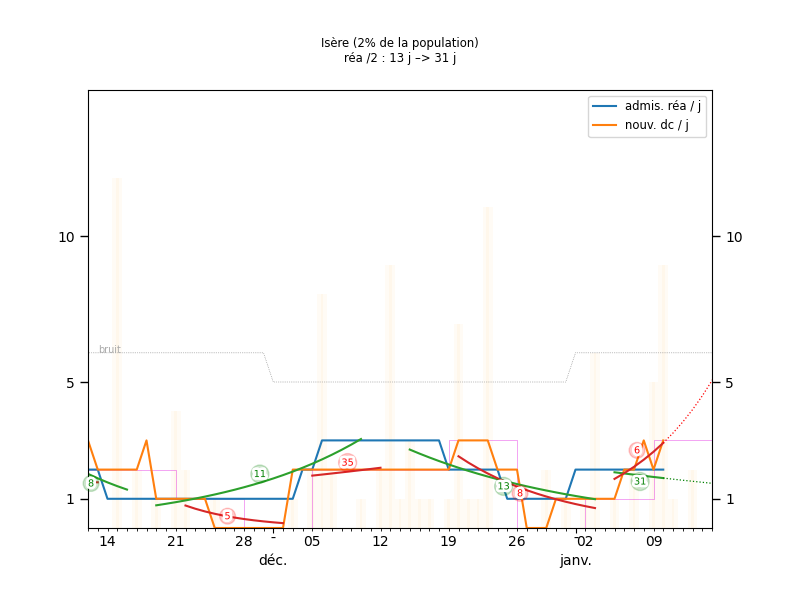 Isère (2% de la population)
réa /2 : 13 j –> 31 j
admis. réa / j
nouv. dc / j
10 10
bruit
5 5
1 1
8 5 11 35 13 8 6 31
14 21 28 - 05 12 19 26 -02 09
déc. janv.